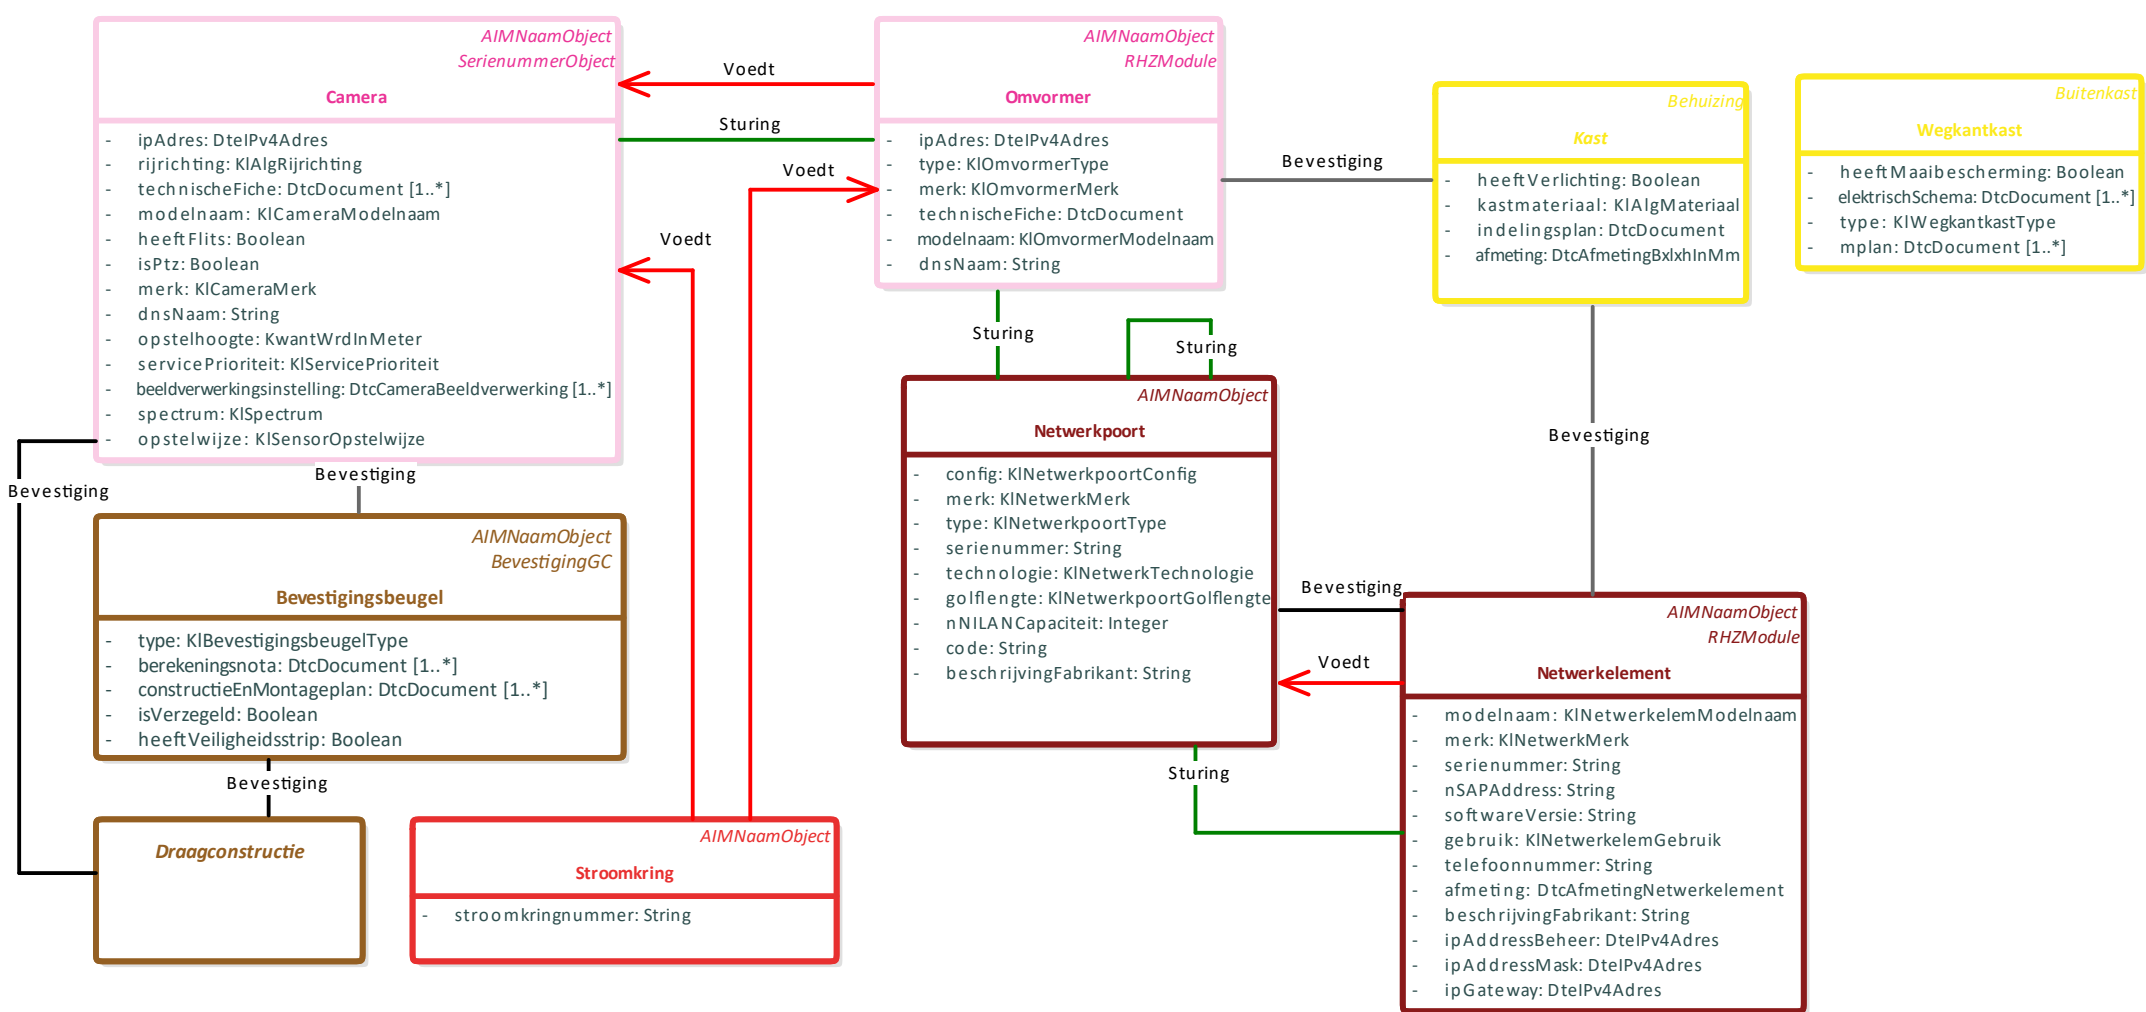 AIMNaamObject
SerienummerObject
Camera
- ipAdres: DteIPv4Adres
- rijrichting: KlAlgRijrichting
- technischeFiche: DtcDocument [1..*]
- modelnaam: KlCameraModelnaam
- heeftFlits: Boolean
- isPtz: Boolean
- merk: KlCameraMerk
- dnsNaam: String
- opstelhoogte: KwantWrdInMeter
- servicePrioriteit: KlServicePrioriteit
- beeldverwerkingsinstelling: DtcCameraBeeldverwerking [1..*]
- spectrum: KlSpectrum
- opstelwijze: KlSensorOpstelwijze
Voedt
Sturing
Voedt
Voedt
AIMNaamObject
RHZModule
Omvormer
- ipAdres: DteIPv4Adres
- type: KlOmvormerType
- merk: KlOmvormerMerk
- technischeFiche: DtcDocument
- modelnaam: KlOmvormerModelnaam
- dnsNaam: String
Bevestiging
Behuizing
Kast
- heeftVerlichting: Boolean
- kastmateriaal: KlAlgMateriaal
- indelingsplan: DtcDocument
- afmeting: DtcAfmetingBxlxhInMm
Buitenkast
Wegkantkast
- heeftMaaibescherming: Boolean
- elektrischSchema: DtcDocument [1..*]
- type: KlWegkantkastType
- mplan: DtcDocument [1..*]
Sturing
Sturing
Bevestiging
AIMNaamObject
Netwerkpoort
- config: KlNetwerkpoortConfig
- merk: KlNetwerkMerk
- type: KlNetwerkpoortType
- serienummer: String
- technologie: KlNetwerkTechnologie
- golflengte: KlNetwerkpoortGolflengte
- nNILANCapaciteit: Integer
- code: String
- beschrijvingFabrikant: String
Bevestiging
Voedt
Sturing
Bevestiging
Bevestiging
AIMNaamObject
BevestigingGC
Bevestigingsbeugel
- type: KlBevestigingsbeugelType
- berekeningsnota: DtcDocument [1..*]
- constructieEnMontageplan: DtcDocument [1..*]
- isVerzegeld: Boolean
- heeftVeiligheidsstrip: Boolean
Bevestiging
Draagconstructie
AIMNaamObject
Stroomkring
- stroomkringnummer: String
AIMNaamObject
RHZModule
Netwerkelement
- modelnaam: KlNetwerkelemModelnaam
- merk: KlNetwerkMerk
- serienummer: String
- nSAPAddress: String
- softwareVersie: String
- gebruik: KlNetwerkelemGebruik
- telefoonnummer: String
- afmeting: DtcAfmetingNetwerkelement
- beschrijvingFabrikant: String
- ipAddressBeheer: DteIPv4Adres
- ipAddressMask: DteIPv4Adres
- ipGateway: DteIPv4Adres